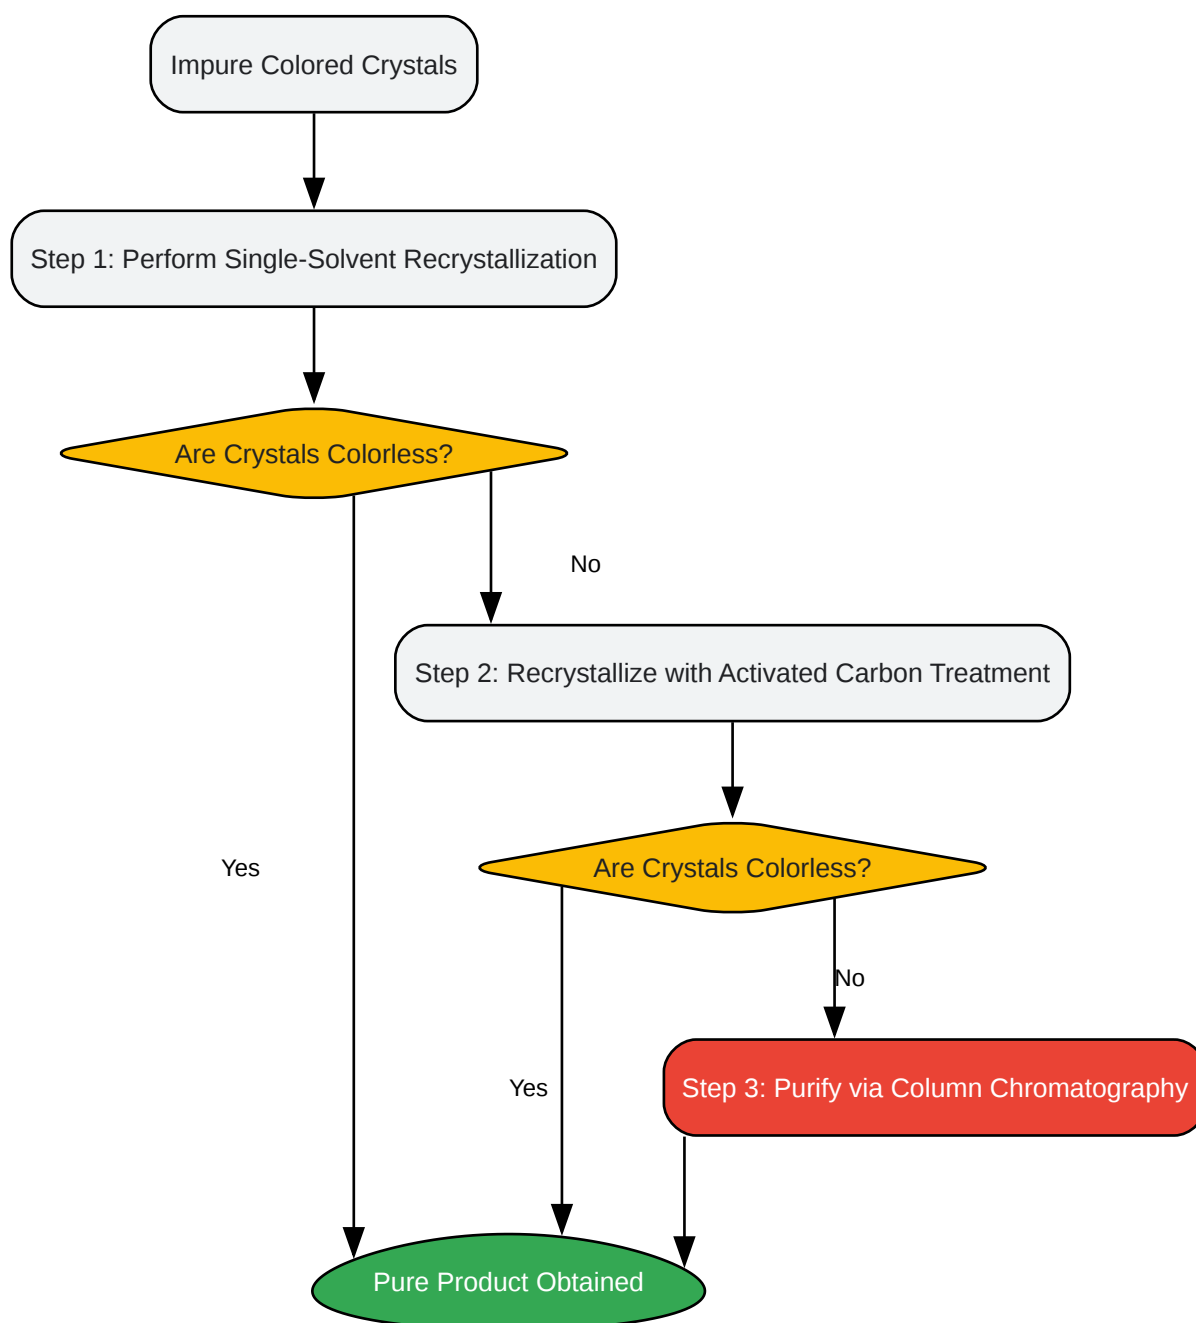 Impure Colored Crystals
Step 1: Perform Single-Solvent Recrystallization
Are Crystals Colorless?
No
Step 2: Recrystallize with Activated Carbon Treatment
Yes
Are Crystals Colorless?
No
Yes
Step 3: Purify via Column Chromatography
Pure Product Obtained